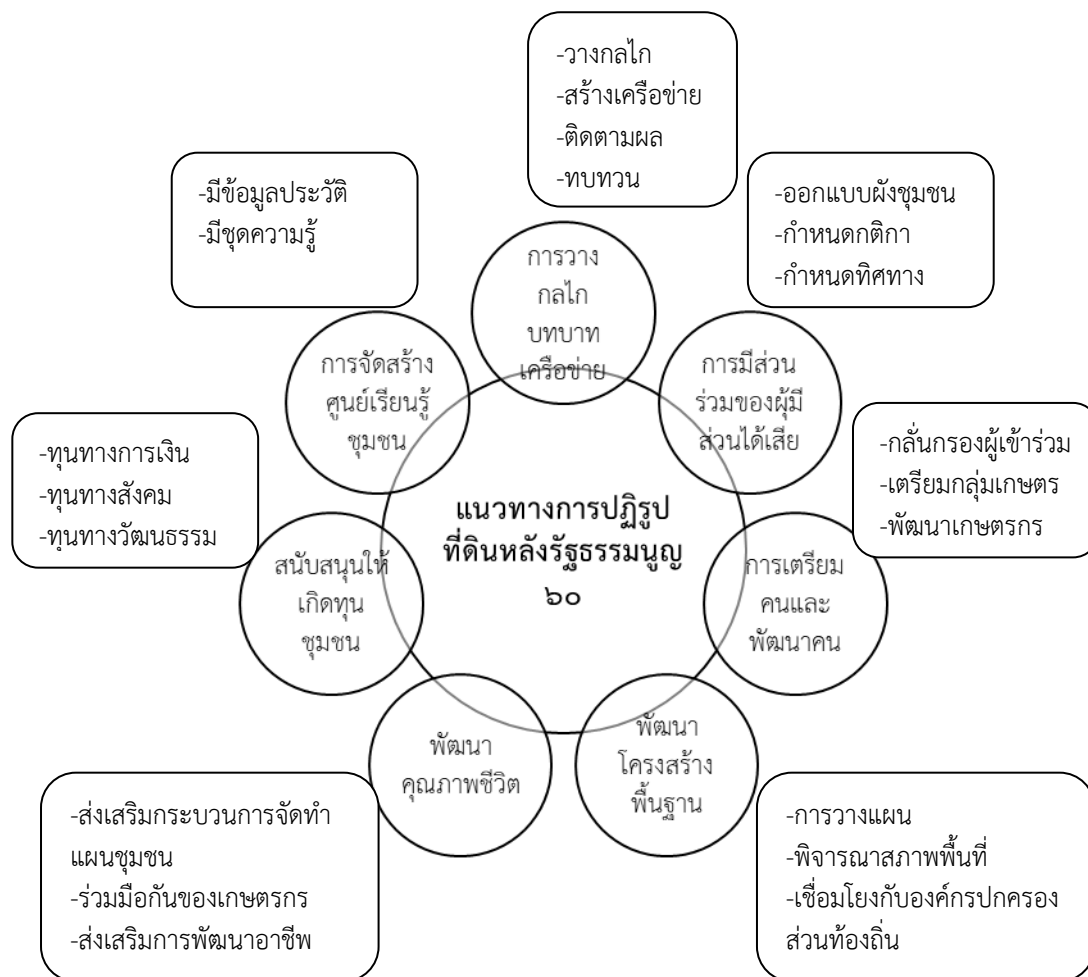 -วางกลไก
-สร้างเครือข่าย
-ติดตามผล
-ทบทวน
-มีข้อมูลประวัติ
-มีชุดความรู้
-ออกแบบผังชุมชน
-กำหนดกติกา
-กำหนดทิศทาง
การวาง
กลไก
บทบาท
เครือข่าย
การจัดสร้าง
ศูนย์เรียนรู้
ชุมชน
การมีส่วน
ร่วมของผุ้มี
ส่วนได้เสีย
-ทุนทางการเงิน
-ทุนทางสังคม
-ทุนทางวัฒนธรรม
-กลั่นกรองผู้เข้าร่วม
-เตรียมกลุ่มเกษตร
-พัฒนาเกษตรกร
แนวทางการปฏิรูป
ที่ดินหลังรัฐธรรมนูญ
๖๐
สนับสนุนให้
เกิดทุน
ชุมชน
การเตรียม
คนและ
พัฒนาคน
พัฒนา
คุณภาพชีวิต
พัฒนา
โครงสร้าง
พื้นฐาน
-ส่งเสริมกระบวนการจัดทำ
แผนชุมชน
-ร่วมมือกันของเกษตรกร
-ส่งเสริมการพัฒนาอาชีพ
-การวางแผน
-พิจารณาสภาพพื้นที่
-เชื่อมโยงกับองค์กรปกครอง
ส่วนท้องถิ่น